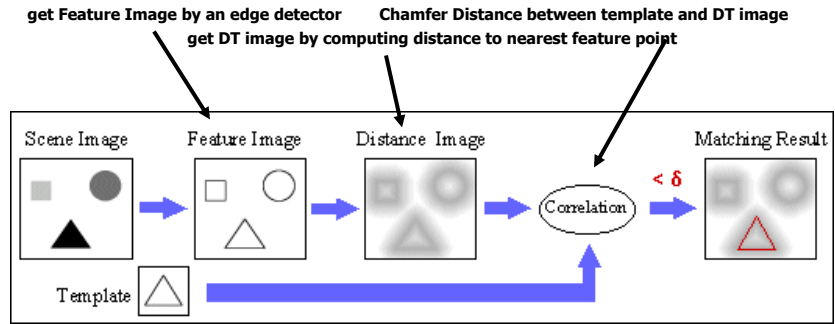 get Feature Image by an edge detector
Chamfer Distance between template and DT image
get DT image by computing distance to nearest feature point
Scene Image
Feature Image
Distance Image
Matching Result
< δ
Correlation
Template